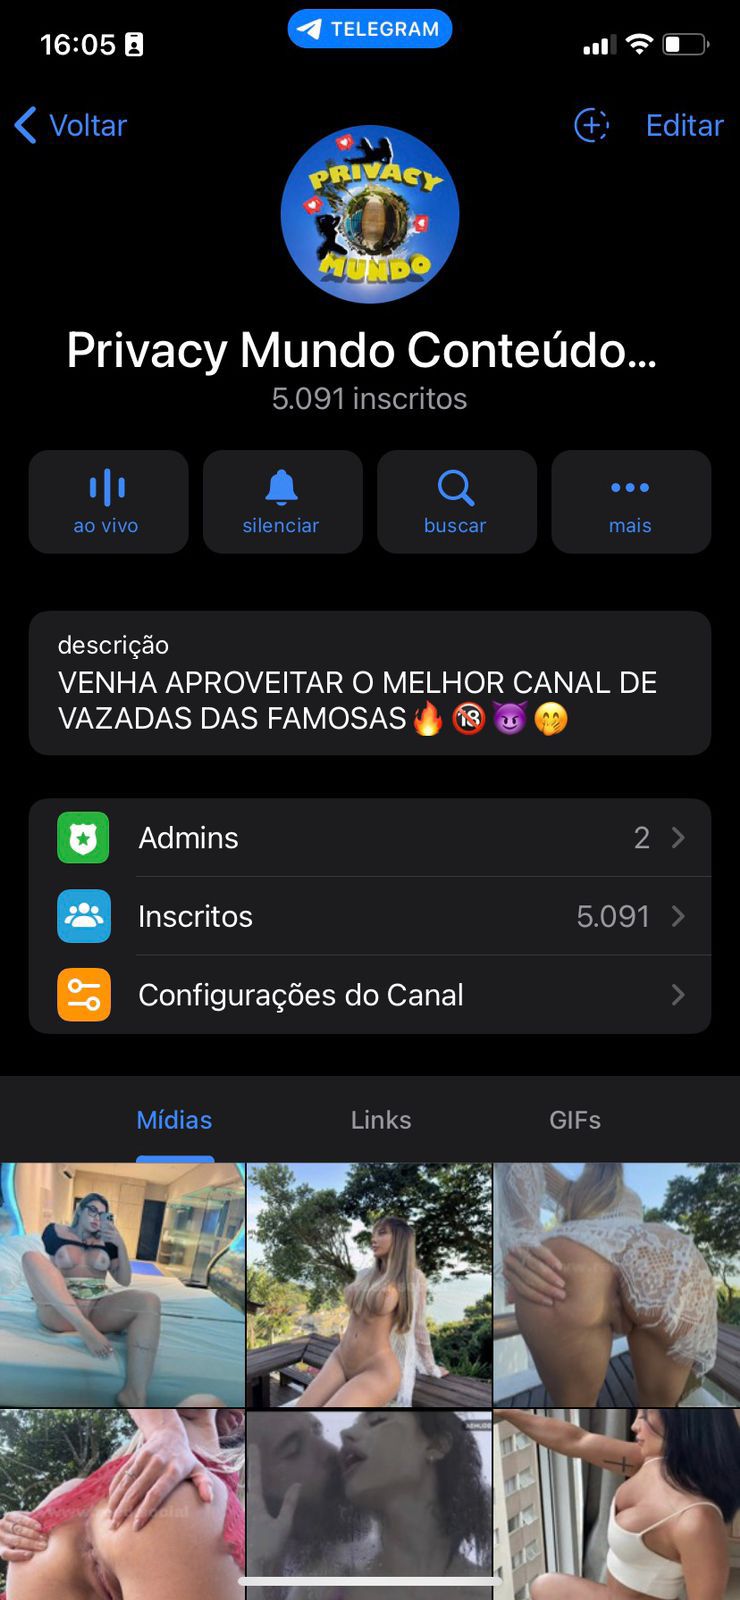 16:05
TELEGRAM
Voltar
Editar
PRIVACY
MUNDO
Privacy Mundo Conteúdo...
5.091 inscritos
ao vivo
silenciar
buscar
mais
descrição
VENHA APROVEITAR O MELHOR CANAL DE
VAZADAS DAS FAMOSAS🔥🔞😈🤭
Admins
2
Inscritos
5.091
Configurações do Canal
Mídias
Links
GIFs